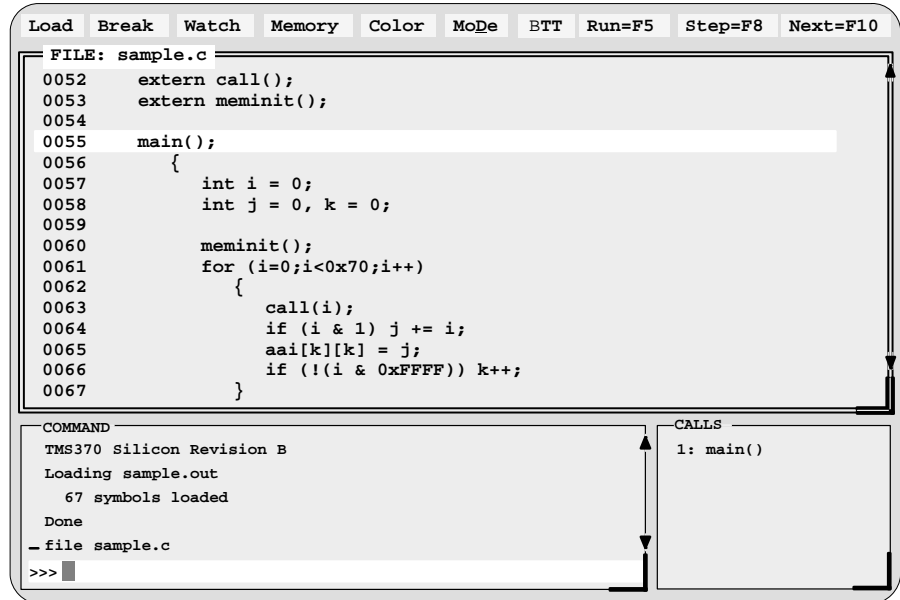 Load Break Watch Memory Color MoDe BTT Run=F5 Step=F8 Next=F10
FILE: sample.c
0052 extern call();
0053 extern meminit();
0054
0055 main();
0056 {
0057 int i = 0;
0058 int j = 0, k = 0;
0059
0060 meminit();
0061 for (i=0;i<0x70;i++)
0062 {
0063 call(i);
0064 if (i & 1) j += i;
0065 aai[k][k] = j;
0066 if (!(i & 0xFFFF)) k++;
0067 }
COMMAND
TMS370 Silicon Revision B
Loading sample.out
67 symbols loaded
Done
file sample.c
>>>
CALLS
1: main()